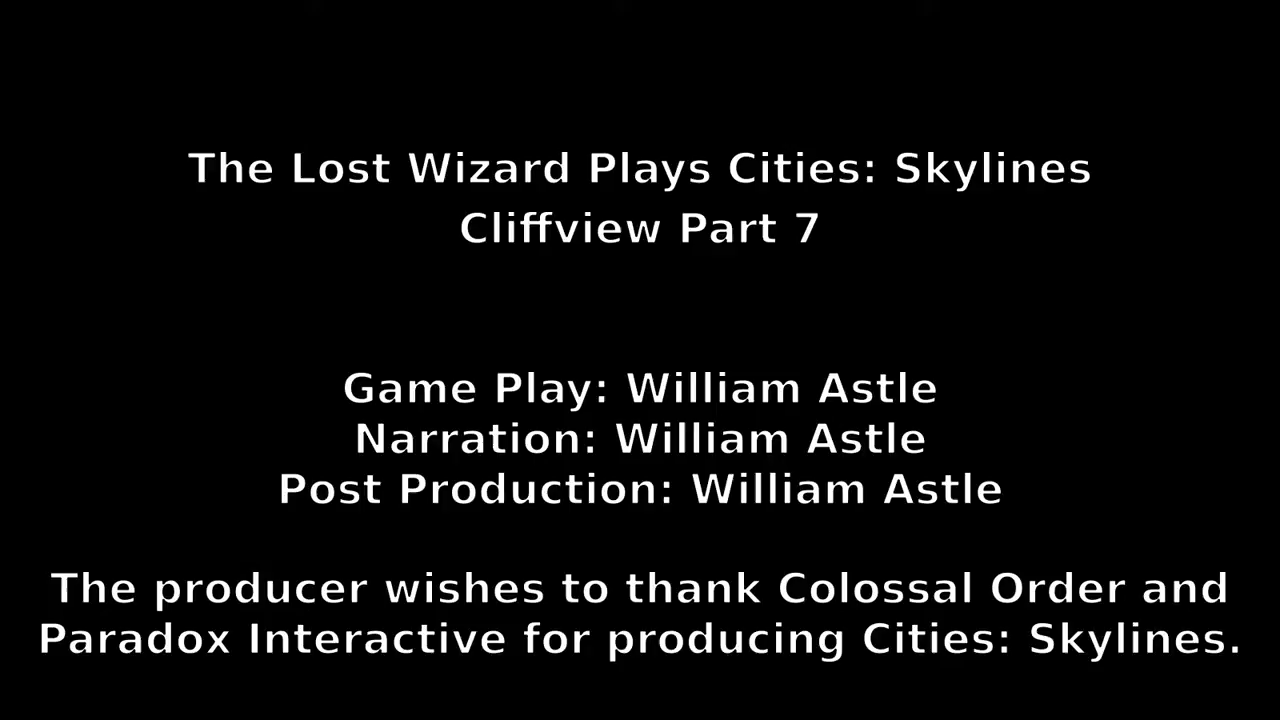 The Lost Wizard Plays Cities: Skylines
Cliffview Part 7
Game Play: William Astle
Narration: William Astle
Post Production: William Astle
The producer wishes to thank Colossal Order and
Paradox Interactive for producing Cities: Skylines.